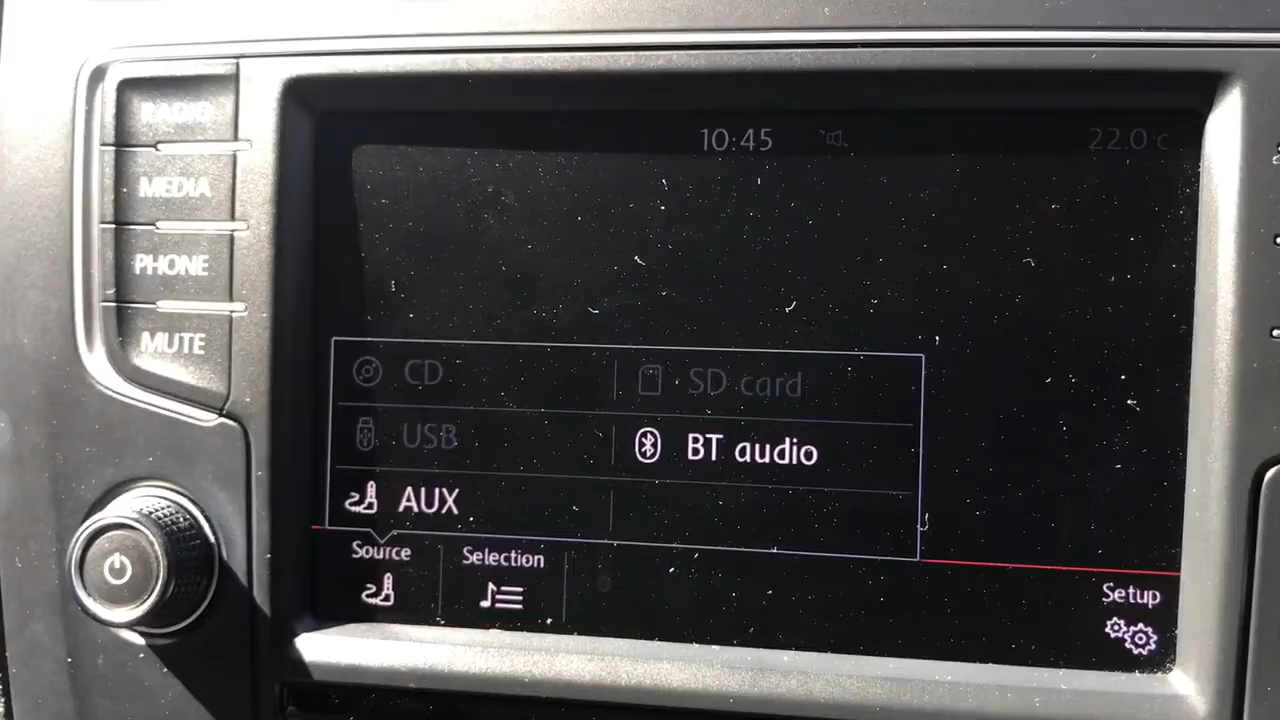 RADIO
MEDIA
PHONE
MUTE
10:45
22.0°C
CD
SD card
USB
BT audio
AUX
Source
Selection
Setup